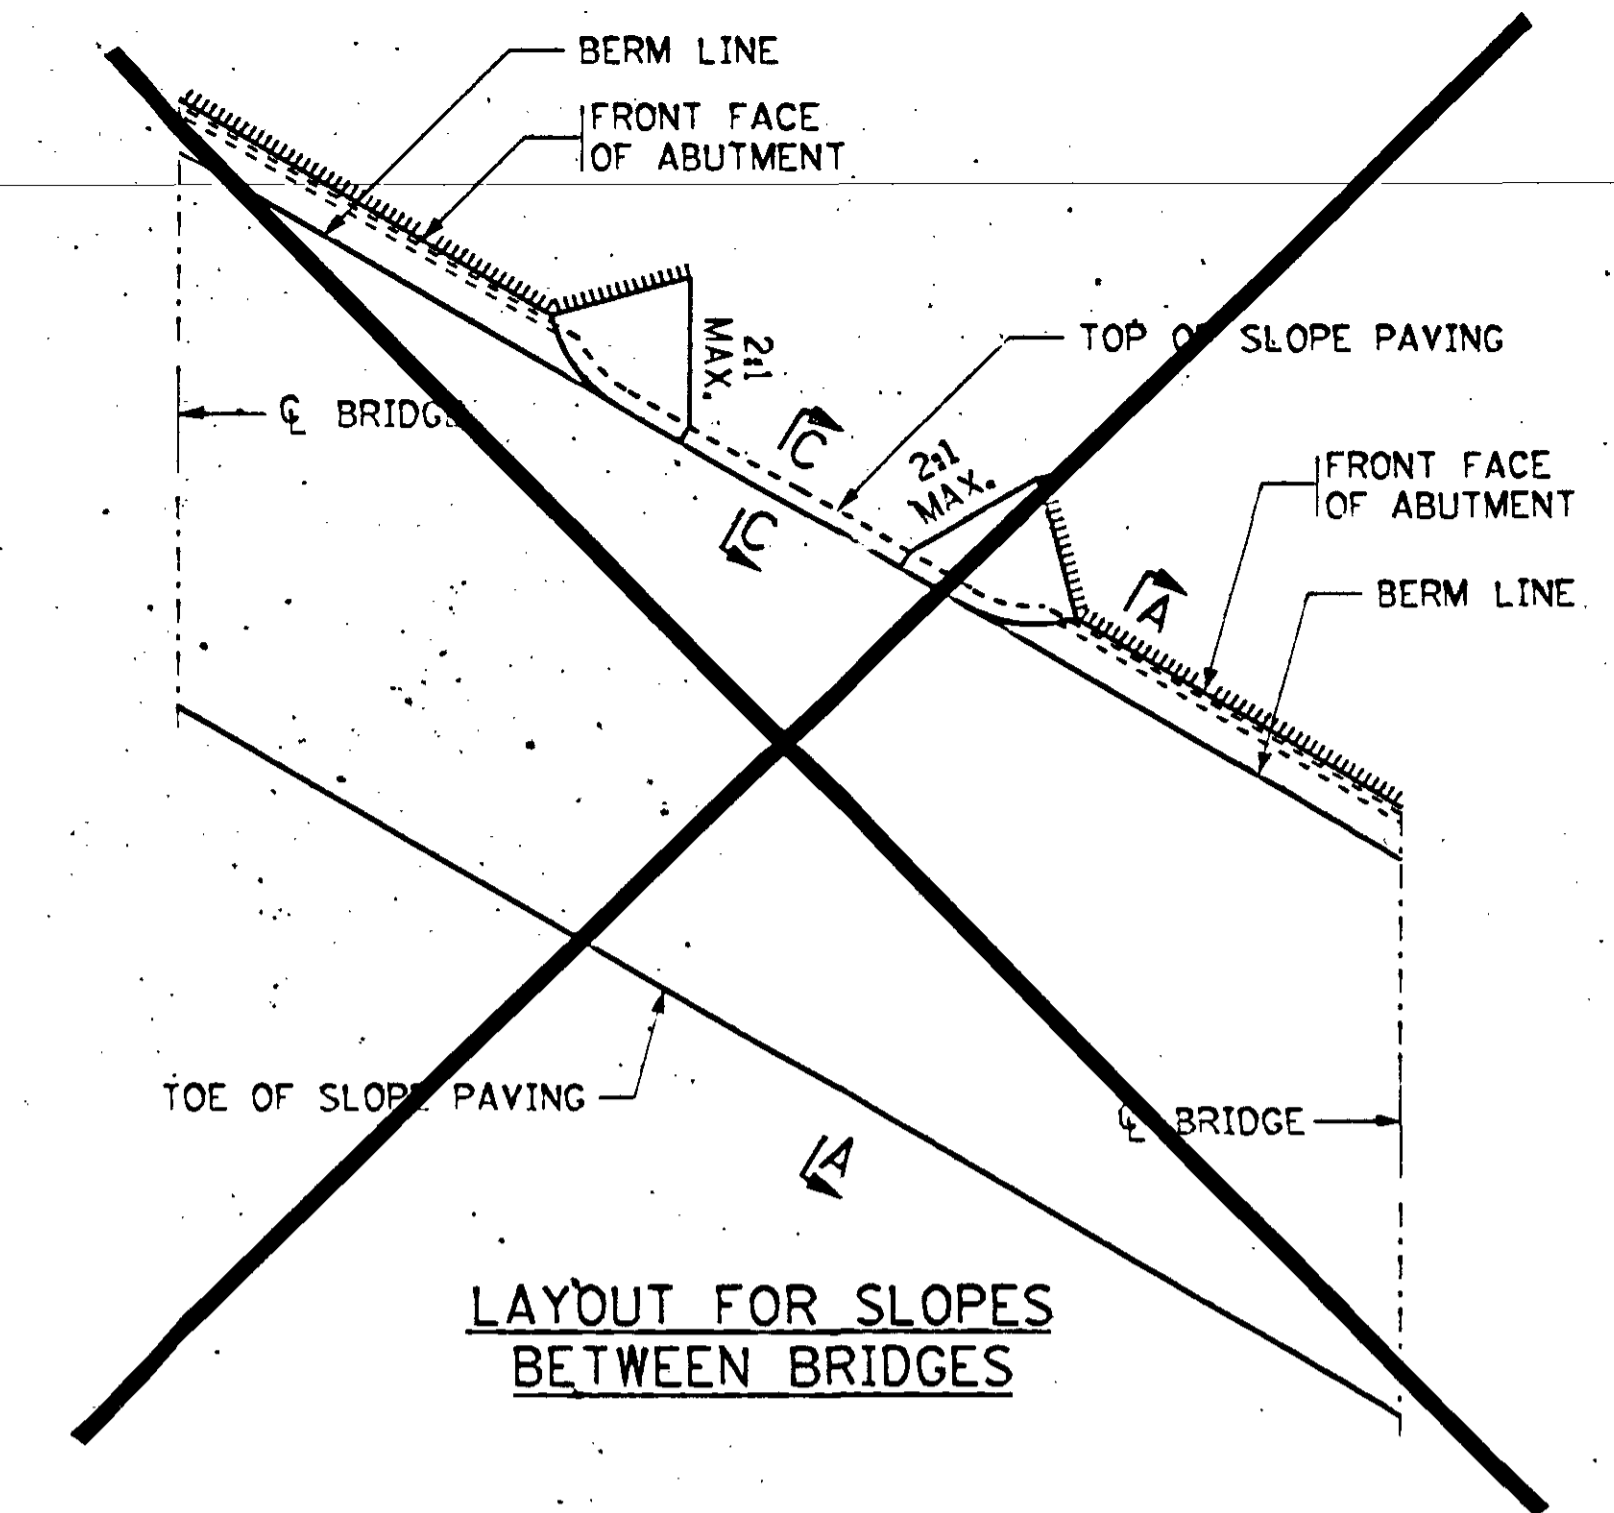 BERM LINE
FRONT FACE
OF ABUTMENT
2:1
MAX.
TOP OF SLOPE PAVING
℄ BRIDGE
C
2:1
MAX.
C
FRONT FACE
OF ABUTMENT
A
BERM LINE
TOE OF SLOPE PAVING
℄ BRIDGE
A
LAYOUT FOR SLOPES
BETWEEN BRIDGES